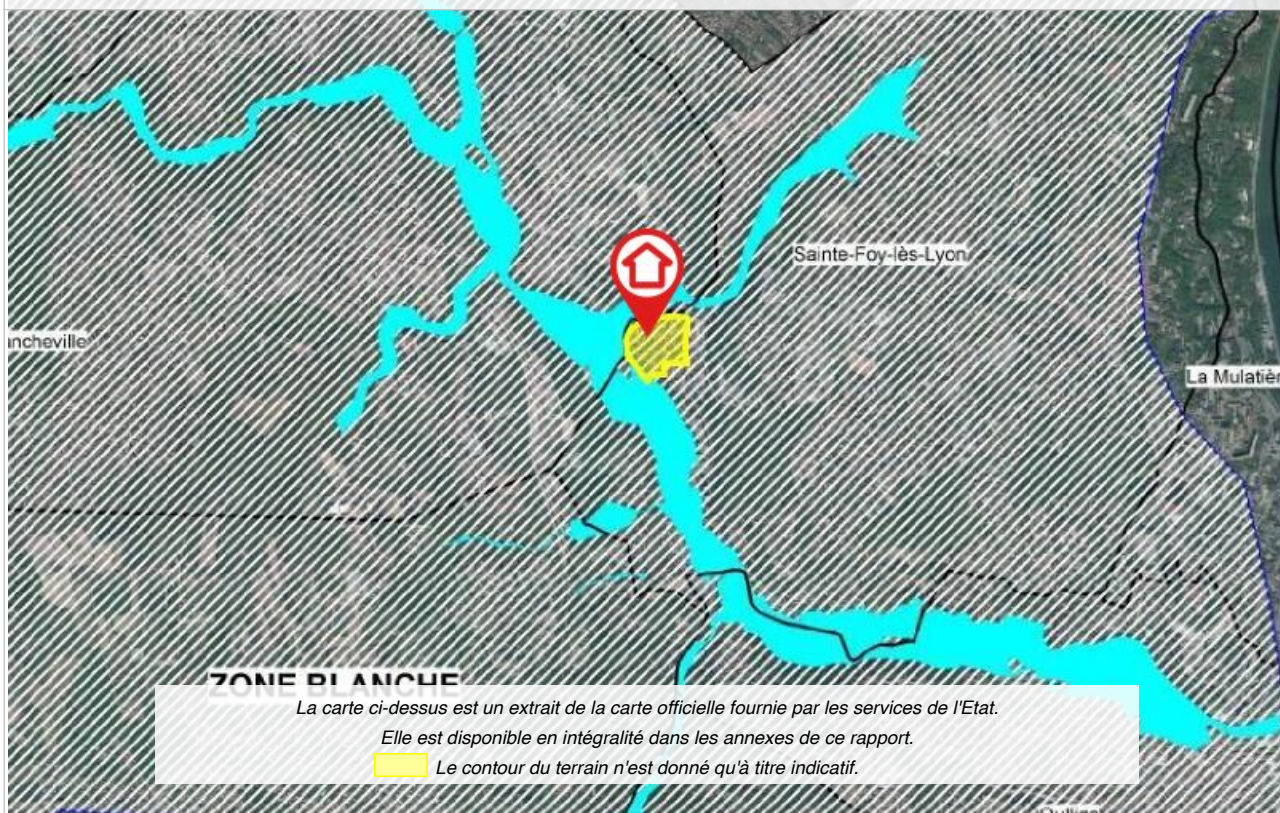 Sainte-Foy-lès-Lyon
ancheville
La Mulatièr
ZONE BLANCHE
La carte ci-dessus est un extrait de la carte officielle fournie par les services de l'Etat.
Elle est disponible en intégralité dans les annexes de ce rapport.
Le contour du terrain n'est donné qu'à titre indicatif.